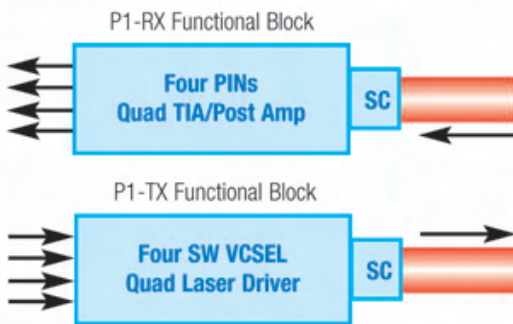 P1-RX Functional Block
Four PINs
Quad TIA/Post Amp
SC
P1-TX Functional Block
Four SW VCSEL
Quad Laser Driver
SC